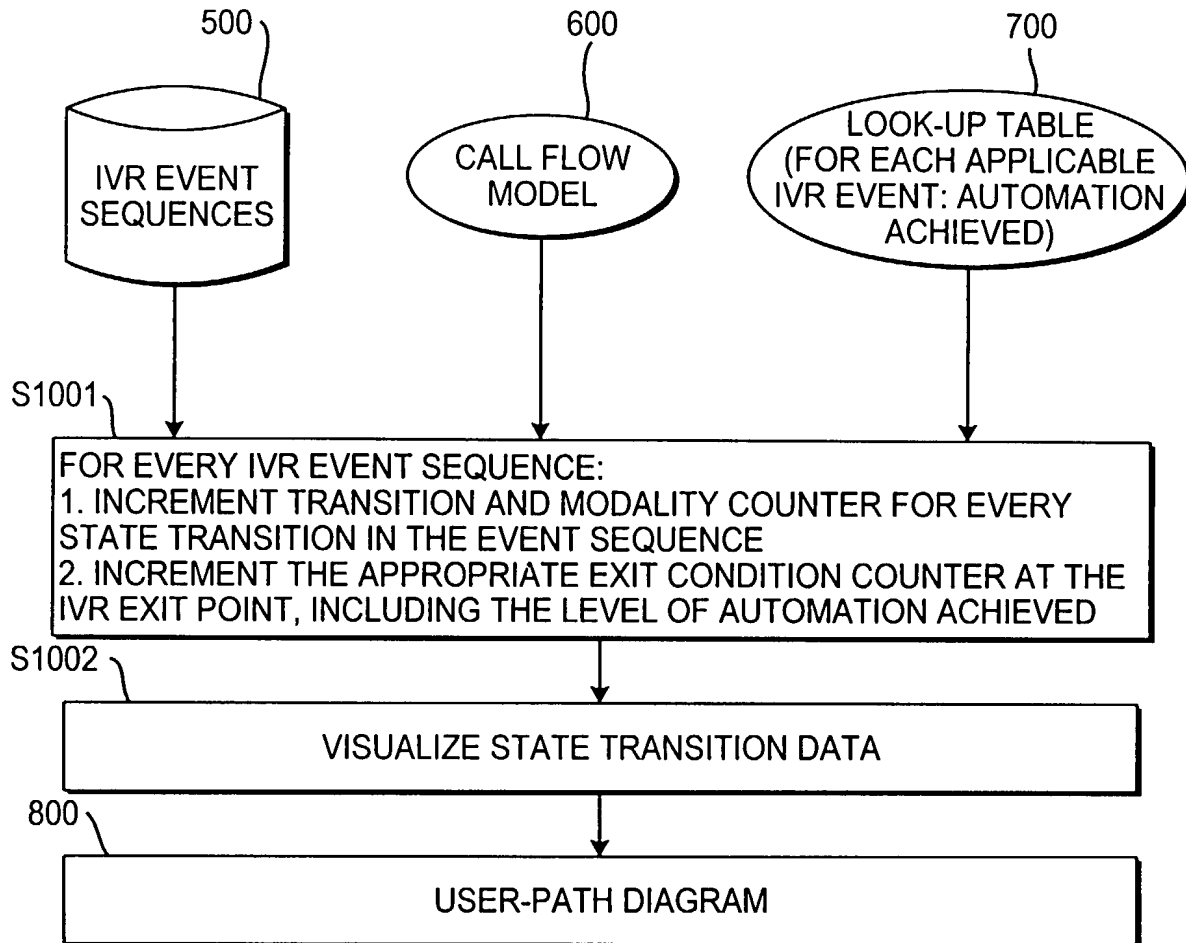 500
600
700
IVR EVENT
SEQUENCES
CALL FLOW
MODEL
LOOK-UP TABLE
(FOR EACH APPLICABLE
IVR EVENT: AUTOMATION
ACHIEVED)
S1001
FOR EVERY IVR EVENT SEQUENCE:
1. INCREMENT TRANSITION AND MODALITY COUNTER FOR EVERY
STATE TRANSITION IN THE EVENT SEQUENCE
2. INCREMENT THE APPROPRIATE EXIT CONDITION COUNTER AT THE
IVR EXIT POINT, INCLUDING THE LEVEL OF AUTOMATION ACHIEVED
S1002
VISUALIZE STATE TRANSITION DATA
800
USER-PATH DIAGRAM